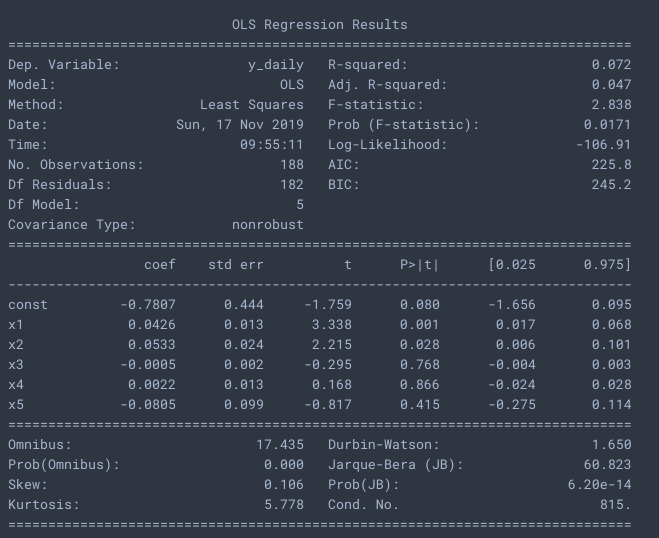 OLS Regression Results
==============================================================================
Dep. Variable:                y_daily   R-squared:                       0.072
Model:                            OLS   Adj. R-squared:                  0.047
Method:                 Least Squares   F-statistic:                     2.838
Date:                Sun, 17 Nov 2019   Prob (F-statistic):             0.0171
Time:                        09:55:11   Log-Likelihood:                -106.91
No. Observations:                 188   AIC:                             225.8
Df Residuals:                     182   BIC:                             245.2
Df Model:                           5
Covariance Type:            nonrobust
==============================================================================
                 coef    std err          t      P>|t|      [0.025      0.975]
------------------------------------------------------------------------------
const         -0.7807      0.444     -1.759      0.080      -1.656       0.095
x1             0.0426      0.013      3.338      0.001       0.017       0.068
x2             0.0533      0.024      2.215      0.028       0.006       0.101
x3            -0.0005      0.002     -0.295      0.768      -0.004       0.003
x4             0.0022      0.013      0.168      0.866      -0.024       0.028
x5            -0.0805      0.099     -0.817      0.415      -0.275       0.114
==============================================================================
Omnibus:                       17.435   Durbin-Watson:                   1.650
Prob(Omnibus):                  0.000   Jarque-Bera (JB):               60.823
Skew:                           0.106   Prob(JB):                     6.20e-14
Kurtosis:                       5.778   Cond. No.                         815.
==============================================================================